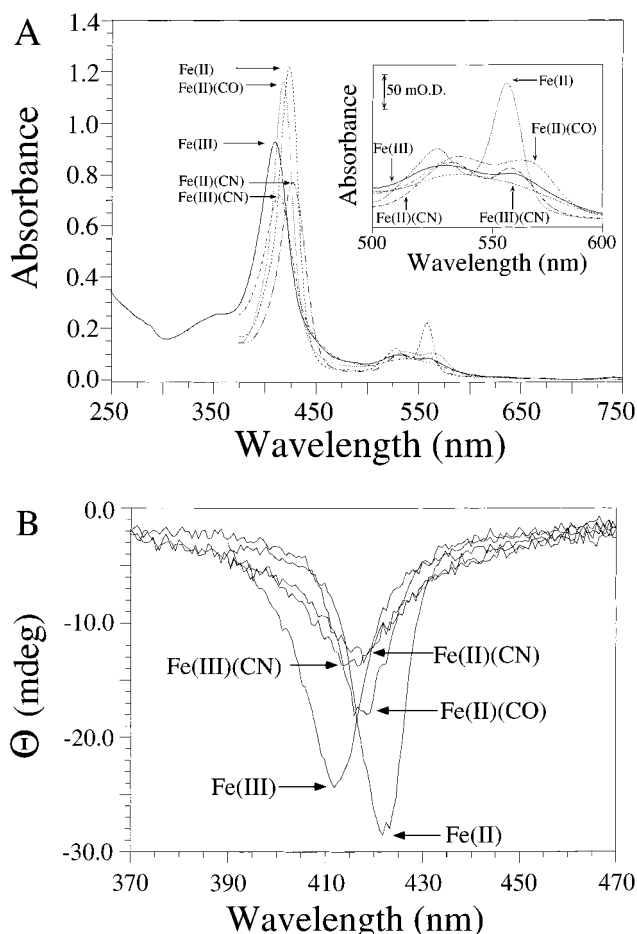 A
Absorbance
1.4
1.2
1.0
0.8
0.6
0.4
0.2
0.0
Fe(II)
Fe(II)(CO)
Fe(III)
Fe(II)(CN)
Fe(III)(CN)
250
350
450
550
650
750
Wavelength (nm)
Absorbance
50 mO.D.
Fe(II)
Fe(II)(CO)
Fe(III)
Fe(II)(CN)
Fe(III)(CN)
500
550
600
Wavelength (nm)
B
Θ (mdeg)
0.0
-10.0
-20.0
-30.0
Fe(III)(CN)
Fe(II)(CN)
Fe(II)(CO)
Fe(III)
Fe(II)
370
390
410
430
450
470
Wavelength (nm)